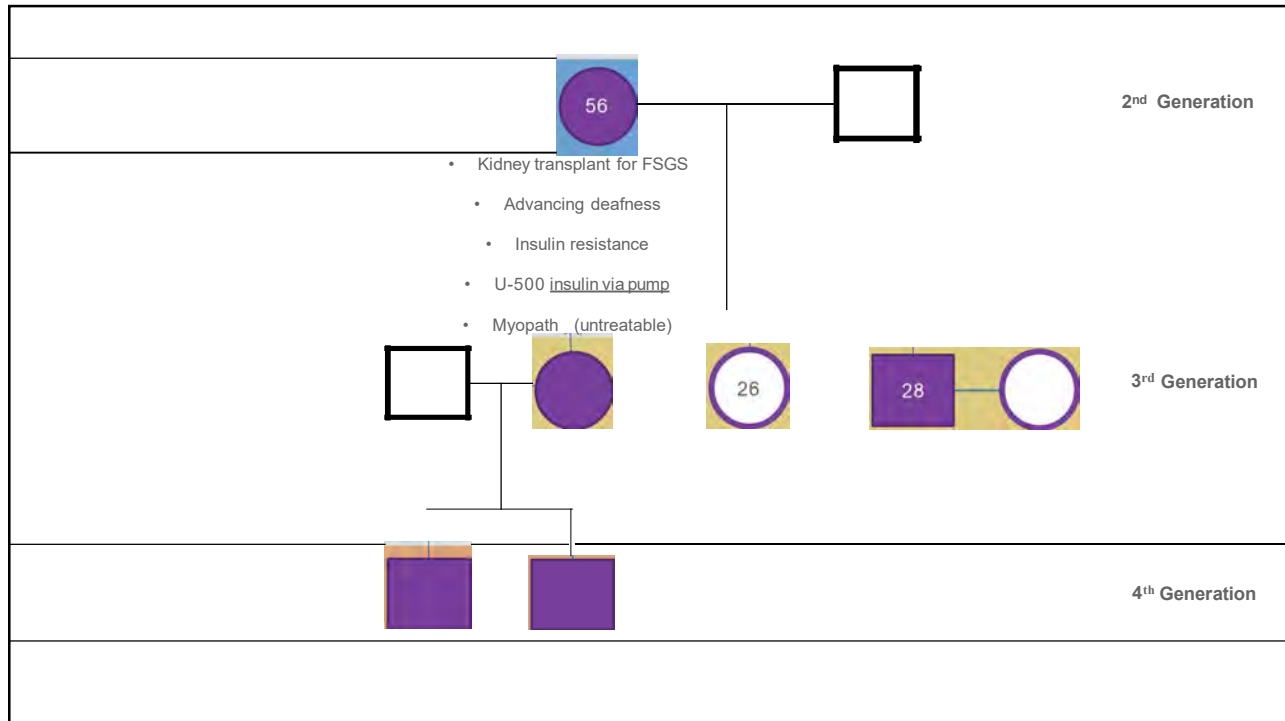 56
2nd Generation
• Kidney transplant for FSGS
• Advancing deafness
• Insulin resistance
• U-500 insulin via pump
• Myopath (untreatable)
26
28
3rd Generation
4th Generation